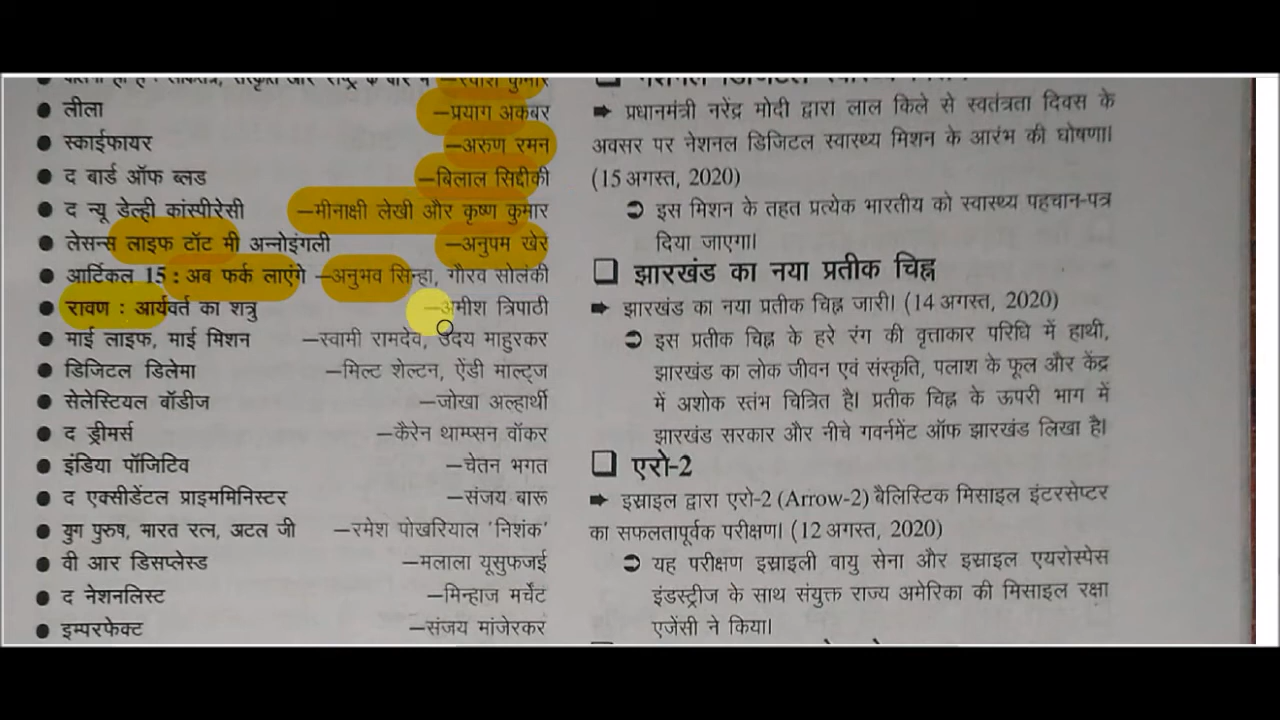 लीला —प्रयाग अकबर
स्काईफायर —अरुण रमन
द बार्ड ऑफ ब्लड —बिलाल सिद्दीकी
द न्यू डेल्ही कांस्पीरेसी —मीनाक्षी लेखी और कृष्ण कुमार
लेसन्स लाइफ टॉट मी अन्नोइंगली —अनुपम खेर
आर्टिकल 15 : अब फर्क लाएंगे —अनुभव सिन्हा, गौरव सोलंकी
रावण : आर्यवर्त का शत्रु —अमीश त्रिपाठी
माई लाइफ, माई मिशन —स्वामी रामदेव, उदय माहुरकर
डिजिटल डिलेमा —मिल्ट शेल्टन, ऐंडी माल्ट्ज
सेलेस्टियल बॉडीज —जोखा अल्हार्थी
द ड्रीमर्स —कैरेन थाम्प्सन वॉकर
इंडिया पॉजिटिव —चेतन भगत
द एक्सीडेंटल प्राइममिनिस्टर —संजय बारू
युग पुरुष, भारत रत्न, अटल जी —रमेश पोखरियाल 'निशंक'
वी आर डिसप्लेस्ड —मलाला यूसुफजई
द नेशनलिस्ट —मिन्हाज मर्चेंट
इम्परफेक्ट —संजय मांजेरकर
प्रधानमंत्री नरेंद्र मोदी द्वारा लाल किले से स्वतंत्रता दिवस के
अवसर पर नेशनल डिजिटल स्वास्थ्य मिशन के आरंभ की घोषणा।
(15 अगस्त, 2020)
इस मिशन के तहत प्रत्येक भारतीय को स्वास्थ्य पहचान-पत्र
दिया जाएगा।
झारखंड का नया प्रतीक चिह्न
झारखंड का नया प्रतीक चिह्न जारी। (14 अगस्त, 2020)
इस प्रतीक चिह्न के हरे रंग की वृत्ताकार परिधि में हाथी,
झारखंड का लोक जीवन एवं संस्कृति, पलाश के फूल और केंद्र
में अशोक स्तंभ चित्रित है। प्रतीक चिह्न के ऊपरी भाग में
झारखंड सरकार और नीचे गवर्नमेंट ऑफ झारखंड लिखा है।
एरो-2
इस्राइल द्वारा एरो-2 (Arrow-2) बैलिस्टिक मिसाइल इंटरसेप्टर
का सफलतापूर्वक परीक्षण। (12 अगस्त, 2020)
यह परीक्षण इस्राइली वायु सेना और इस्राइल एयरोस्पेस
इंडस्ट्रीज के साथ संयुक्त राज्य अमेरिका की मिसाइल रक्षा
एजेंसी ने किया।